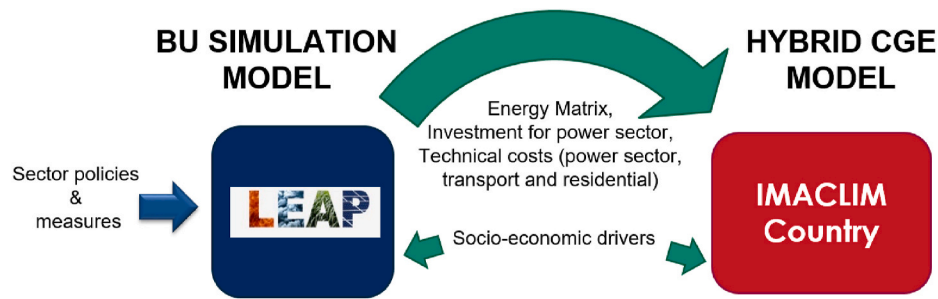 BU SIMULATION
MODEL
HYBRID CGE
MODEL
Energy Matrix,
Investment for power sector,
Technical costs (power sector,
transport and residential)
Sector policies
&
measures
LEAP
IMACLIM
Country
Socio-economic drivers